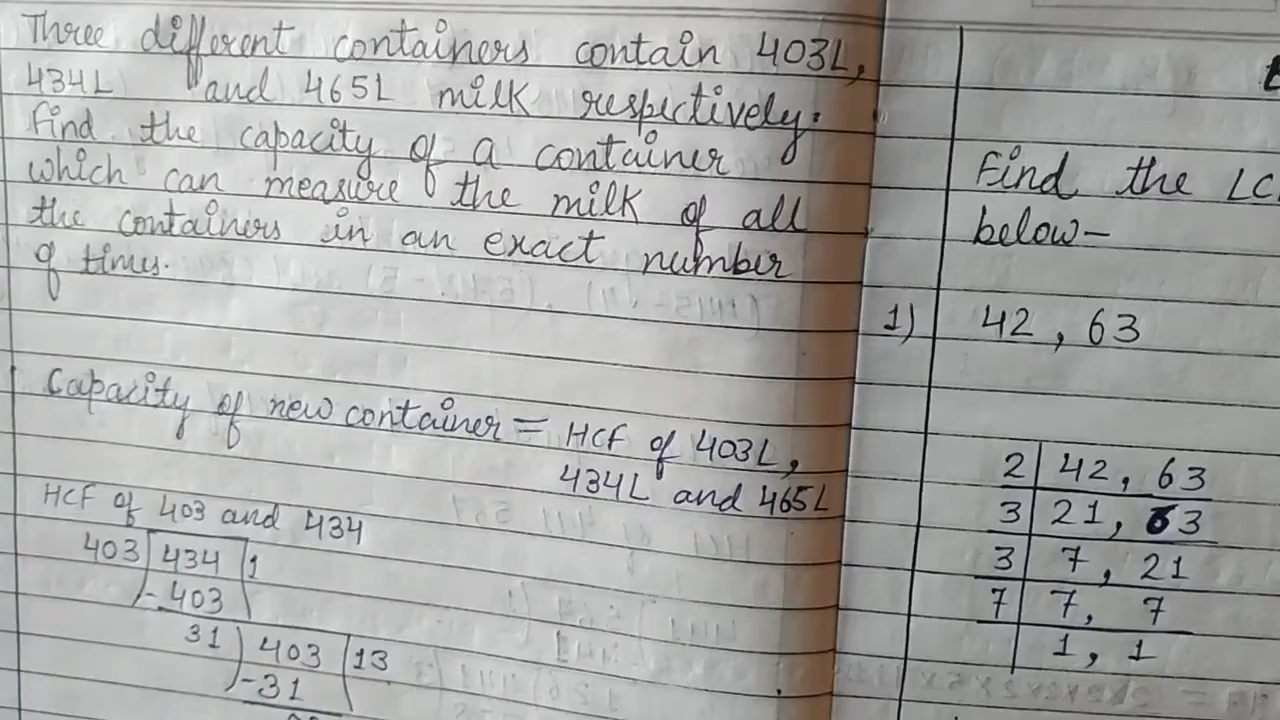 Three different containers contain 403L,
434L and 465L milk respectively.
Find the capacity of a container
which can measure the milk of all
the containers in an exact number
of times.
Capacity of new container = HCF of 403L,
434L and 465L
HCF of 403 and 434
403 434 1
-403
31 403 13
-31
Find the LC
below-
1) 42, 63
2 42, 63
3 21, 63
3 7, 21
7 7, 7
1, 1